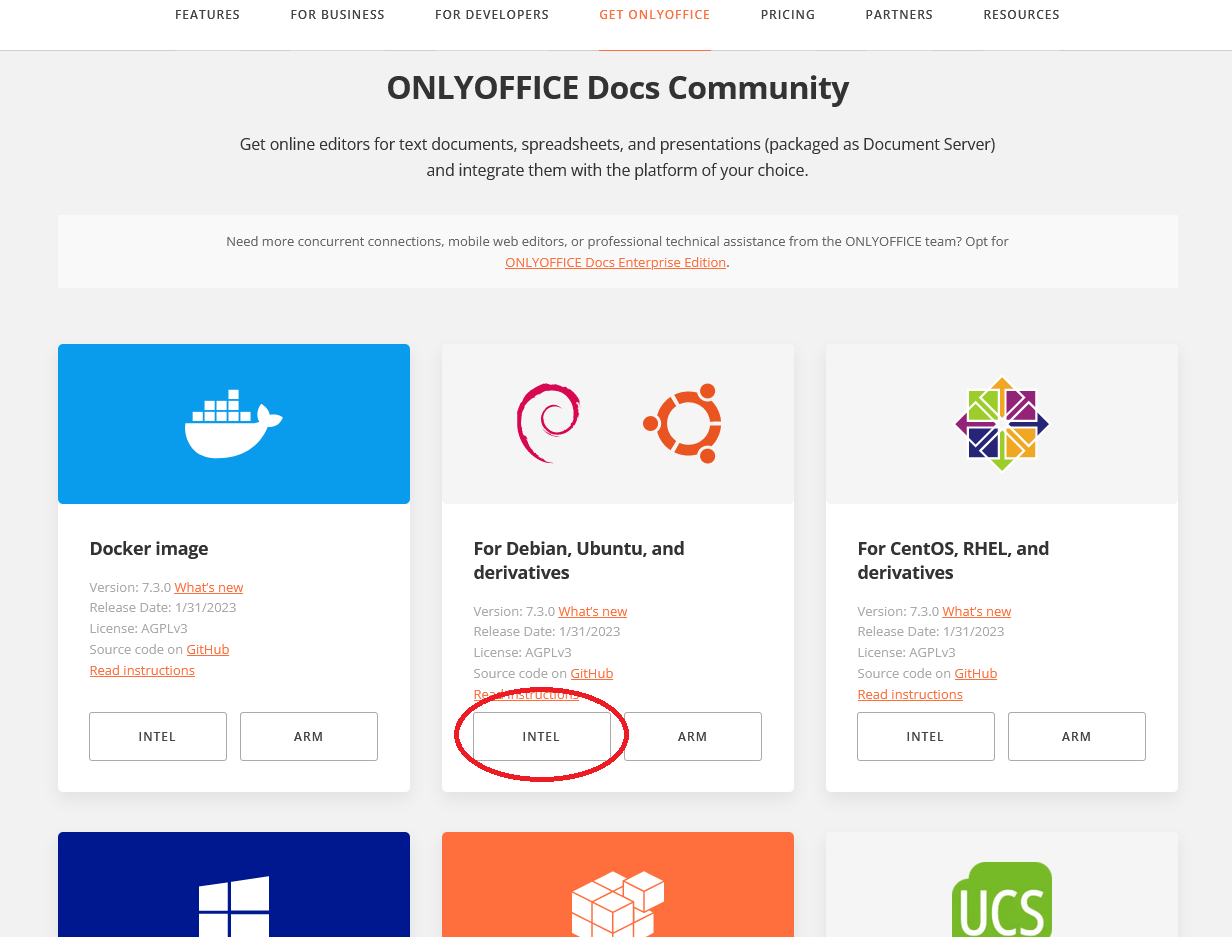 FEATURES FOR BUSINESS FOR DEVELOPERS GET ONLYOFFICE PRICING PARTNERS RESOURCES
ONLYOFFICE Docs Community
Get online editors for text documents, spreadsheets, and presentations (packaged as Document Server)
and integrate them with the platform of your choice.
Need more concurrent connections, mobile web editors, or professional technical assistance from the ONLYOFFICE team? Opt for
ONLYOFFICE Docs Enterprise Edition.
Docker image
Version: 7.3.0 What's new
Release Date: 1/31/2023
License: AGPLv3
Source code on GitHub
Read instructions
INTEL ARM
For Debian, Ubuntu, and
derivatives
Version: 7.3.0 What's new
Release Date: 1/31/2023
License: AGPLv3
Source code on GitHub
Read instructions
INTEL ARM
For CentOS, RHEL, and
derivatives
Version: 7.3.0 What's new
Release Date: 1/31/2023
License: AGPLv3
Source code on GitHub
Read instructions
INTEL ARM
UCS